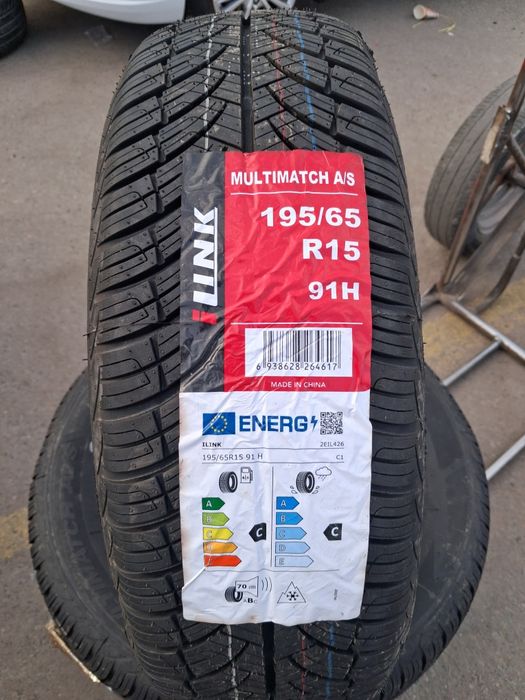 iLINK
MULTIMATCH A/S
195/65
R15
91H
6 938628 264617
MADE IN CHINA
ENERG
ILINK
2EIL426
195/65R15 91 H
C1
A
B
C
D
E
C
A
B
C
D
E
C
70 dB
ABC